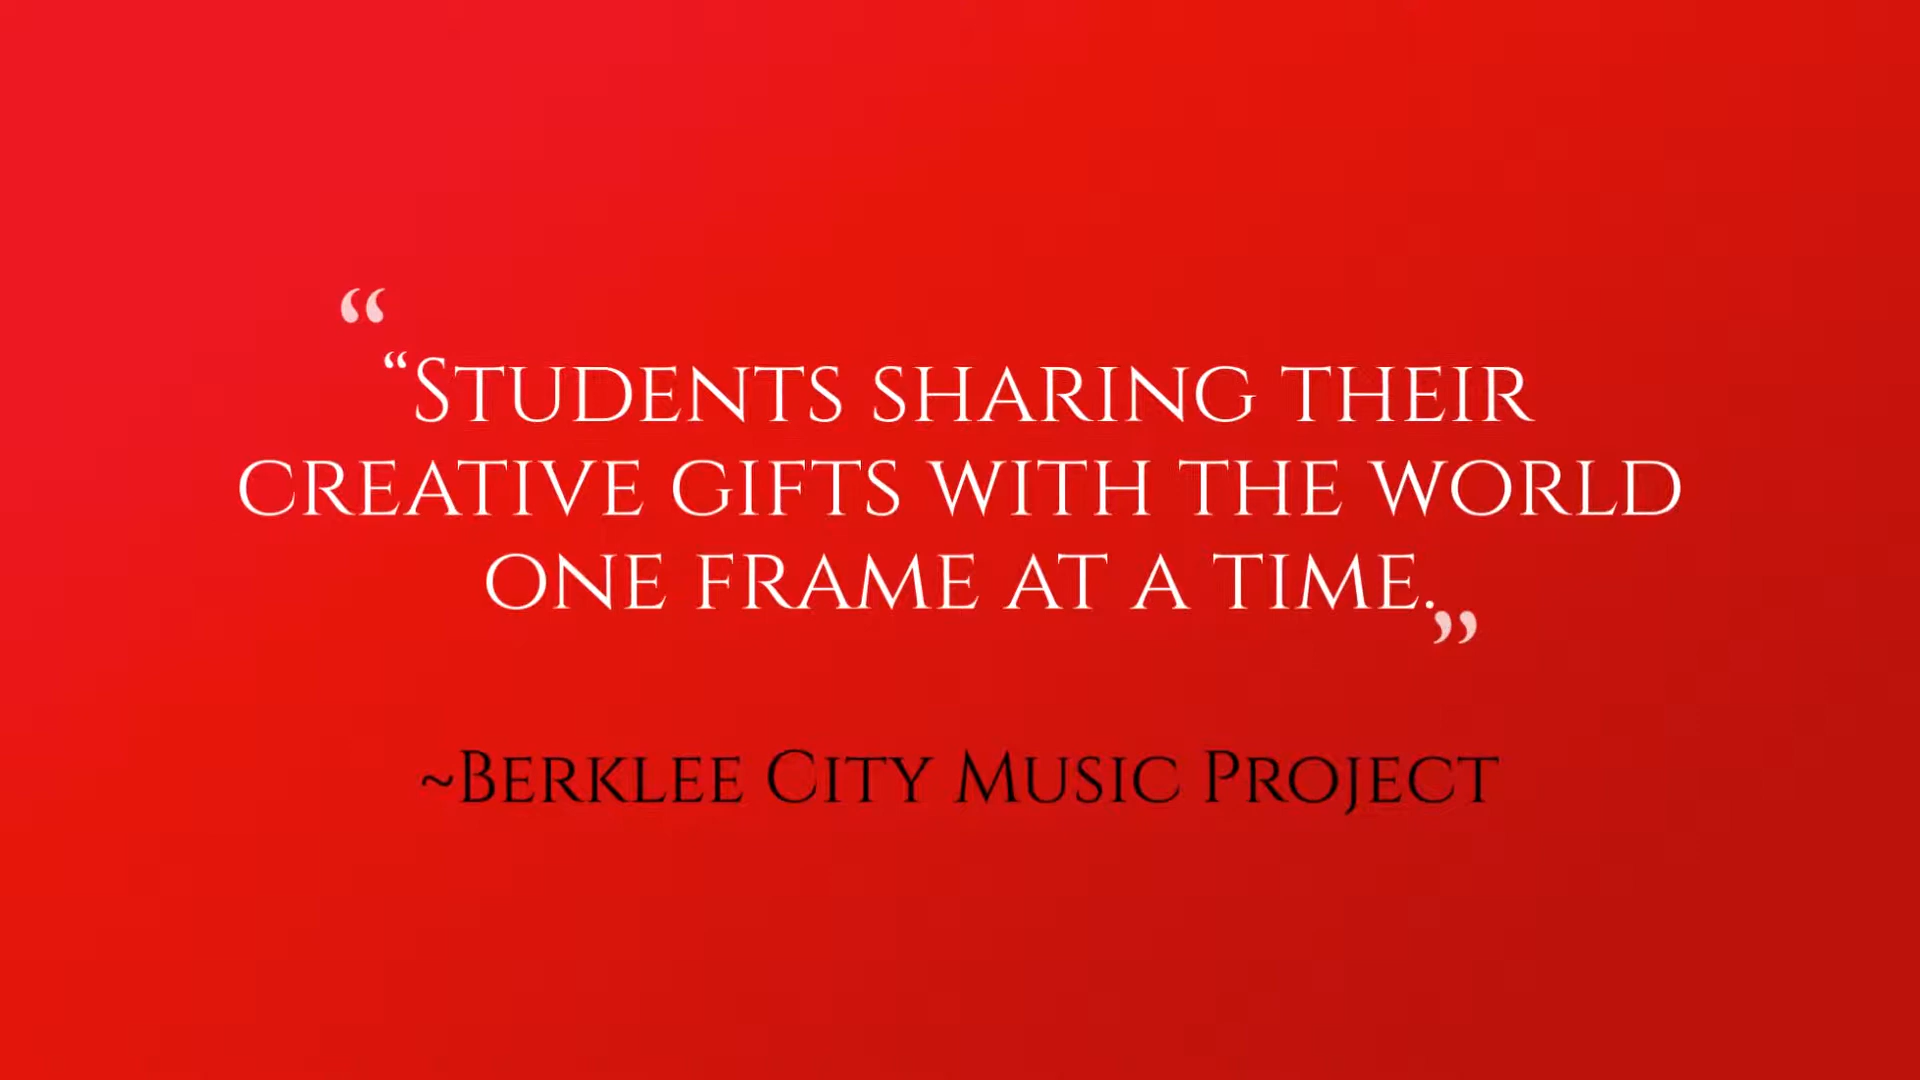 “
“Students sharing their
creative gifts with the world
one frame at a time.
”
~Berklee City Music Project